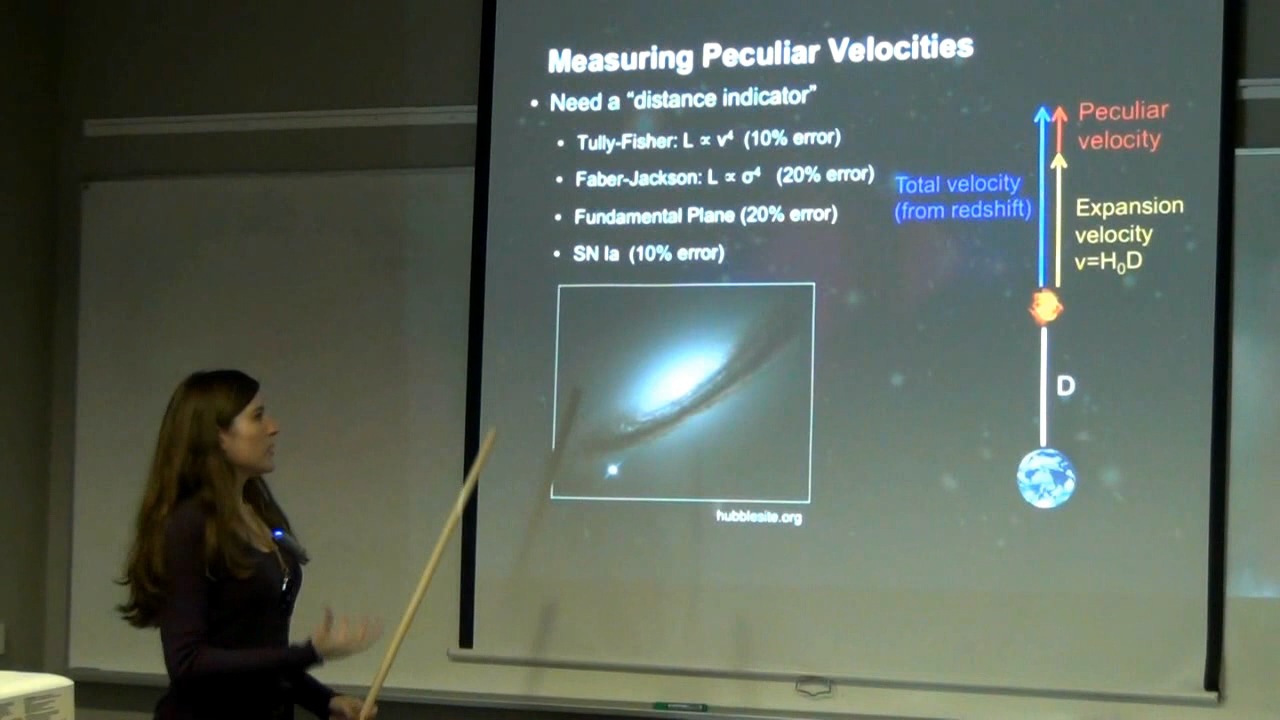 Measuring Peculiar Velocities
• Need a “distance indicator”
• Tully-Fisher: L ∝ v⁴ (10% error)
• Faber-Jackson: L ∝ σ⁴ (20% error)
• Fundamental Plane (20% error)
• SN Ia (10% error)
hubblesite.org
Total velocity
(from redshift)
Peculiar
velocity
Expansion
velocity
v=H₀D
D